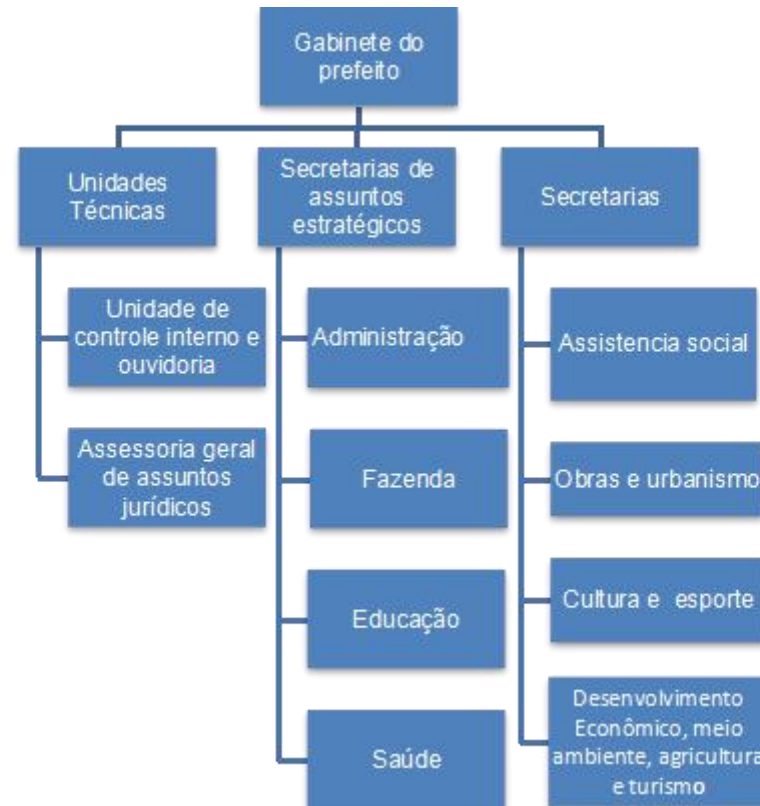 Gabinete do
prefeito
Unidades
Técnicas
Secretarias de
assuntos
estratégicos
Secretarias
Unidade de
controle interno e
ouvidoria
Assessoria geral
de assuntos
jurídicos
Administração
Fazenda
Educação
Saúde
Assistencia social
Obras e urbanismo
Cultura e esporte
Desenvolvimento
Econômico, meio
ambiente, agricultura
e turismo